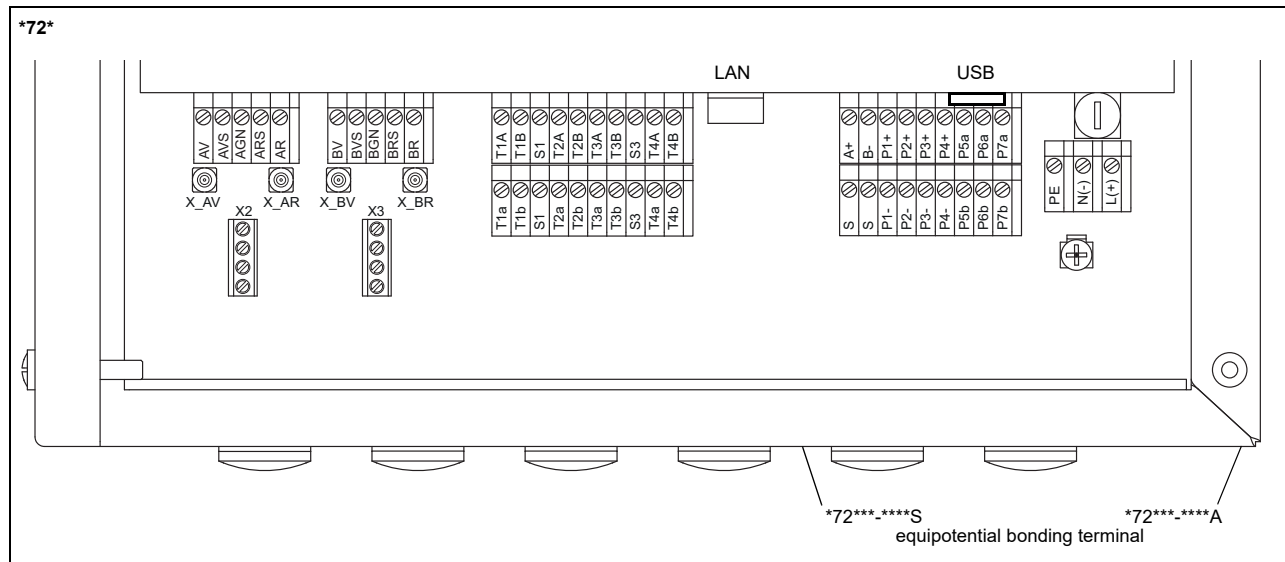 *72*
LAN
USB
AV AVS AGN ARS AR
BV BVS BGN BRS BR
T1A T1B S1 T2A T2B T3A T3B S3 T4A T4B
A+ B- P1+ P2+ P3+ P4+ P5a P6a P7a
PE N(-) L(+)
X_AV X_AR X_BV X_BR
X2 X3
T1a T1b S1 T2a T2b T3a T3b S3 T4a T4b
S S P1- P2- P3- P4- P5b P6b P7b
*72***-****S *72***-****A
equipotential bonding terminal